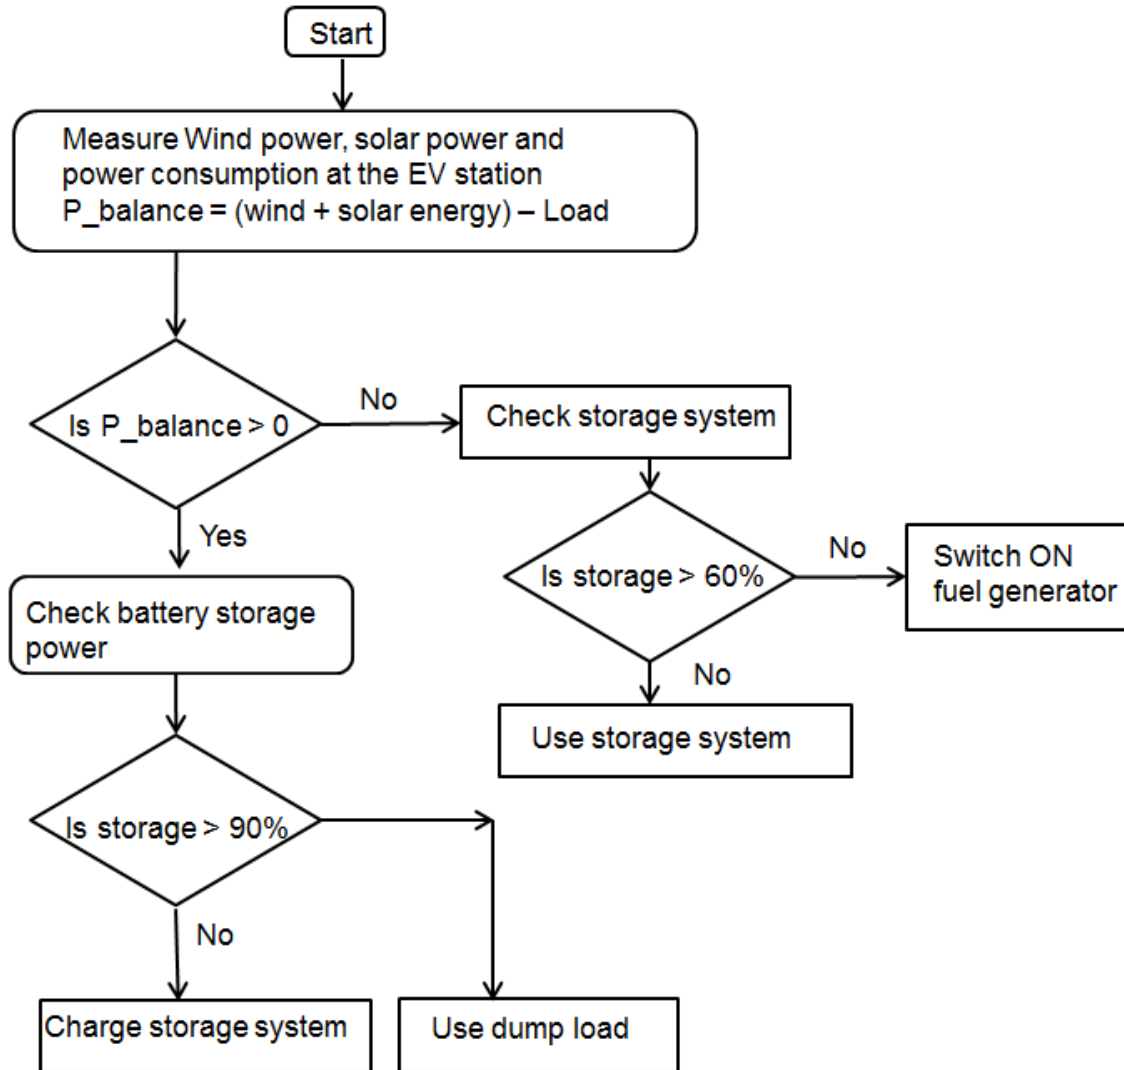 Start
Measure Wind power, solar power and
power consumption at the EV station
P_balance = (wind + solar energy) – Load
Is P_balance > 0
No
Check storage system
Yes
Is storage > 60%
No
Switch ON
fuel generator
Check battery storage
power
No
Use storage system
Is storage > 90%
No
Charge storage system
Use dump load